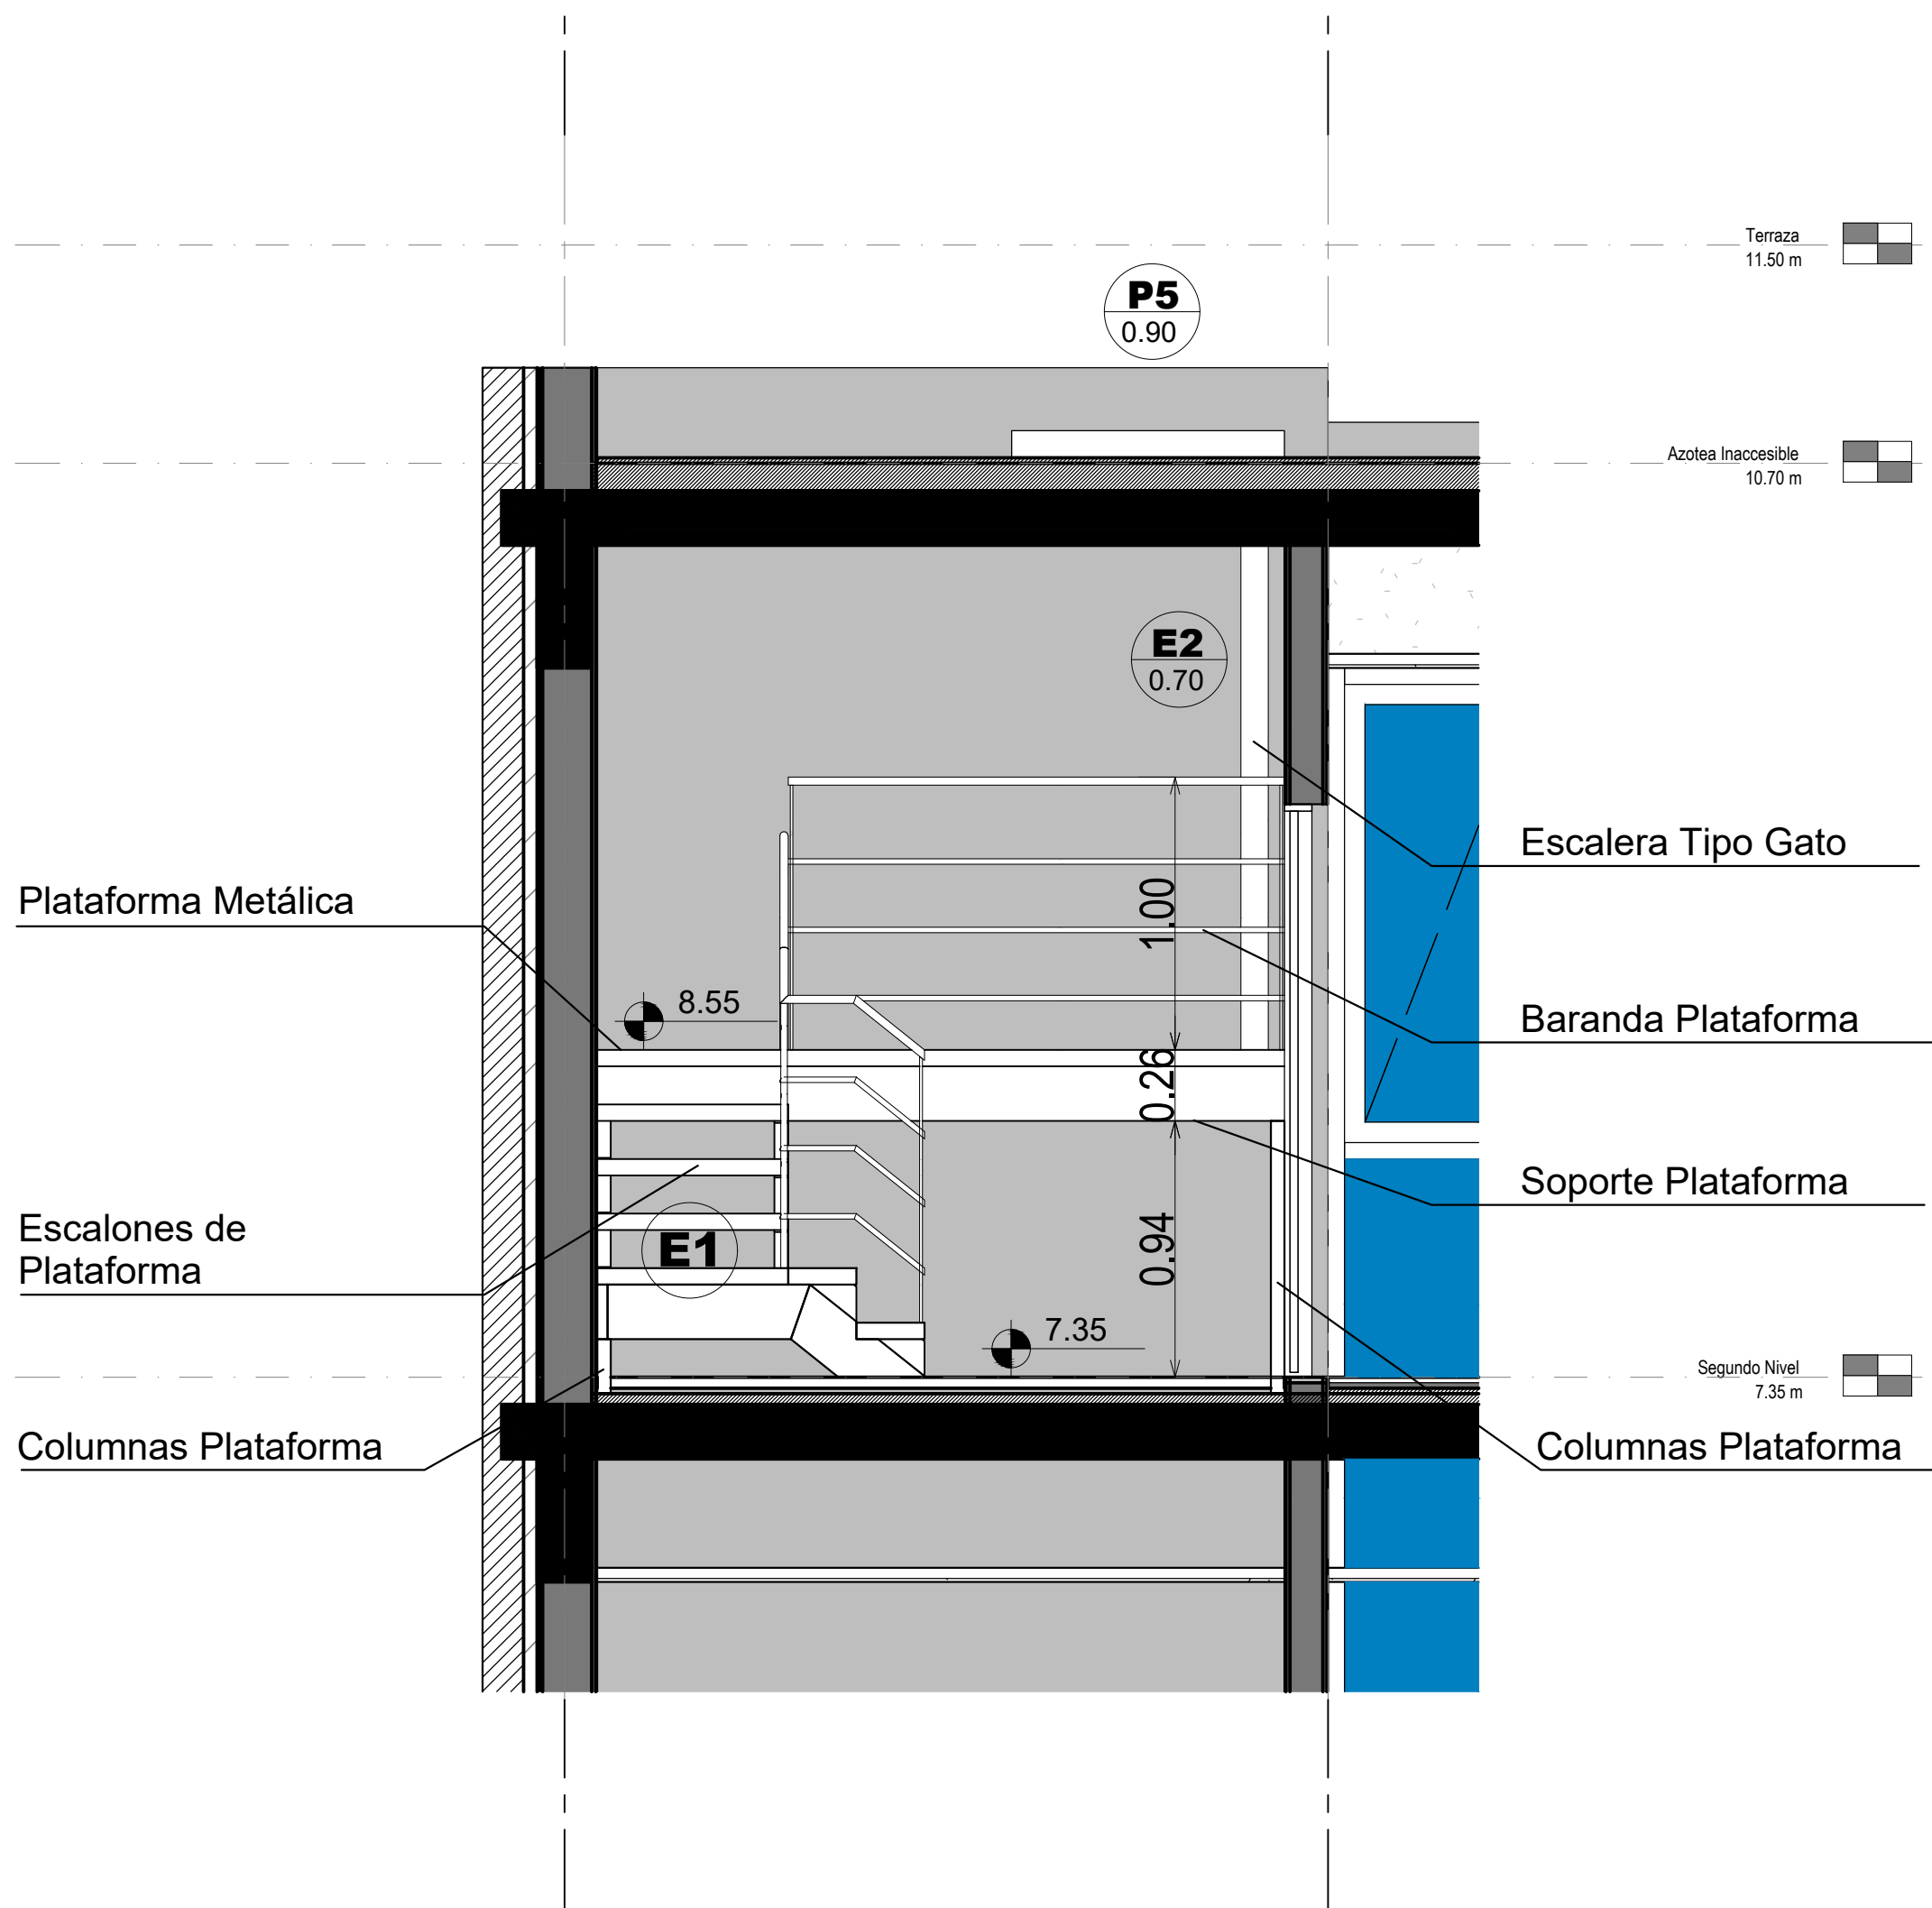 Terraza
11.50 m
P5
0.90
Azotea Inaccesible
10.70 m
E2
0.70
Escalera Tipo Gato
Plataforma Metálica
1.00
8.55
Baranda Plataforma
0.26
Soporte Plataforma
Escalones de
Plataforma
E1
0.94
7.35
Segundo Nivel
7.35 m
Columnas Plataforma
Columnas Plataforma